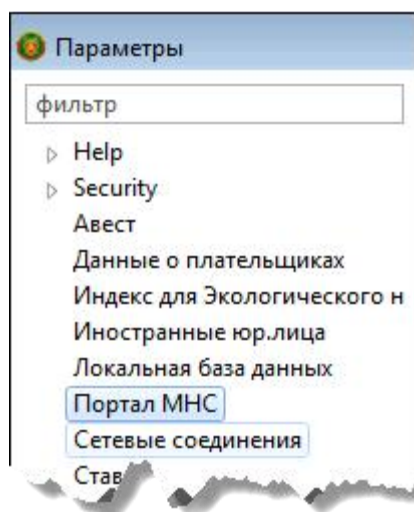 Параметры
фильтр
Help
Security
Авест
Данные о плательщиках
Индекс для Экологического н
Иностранные юр.лица
Локальная база данных
Портал МНС
Сетевые соединения
Став